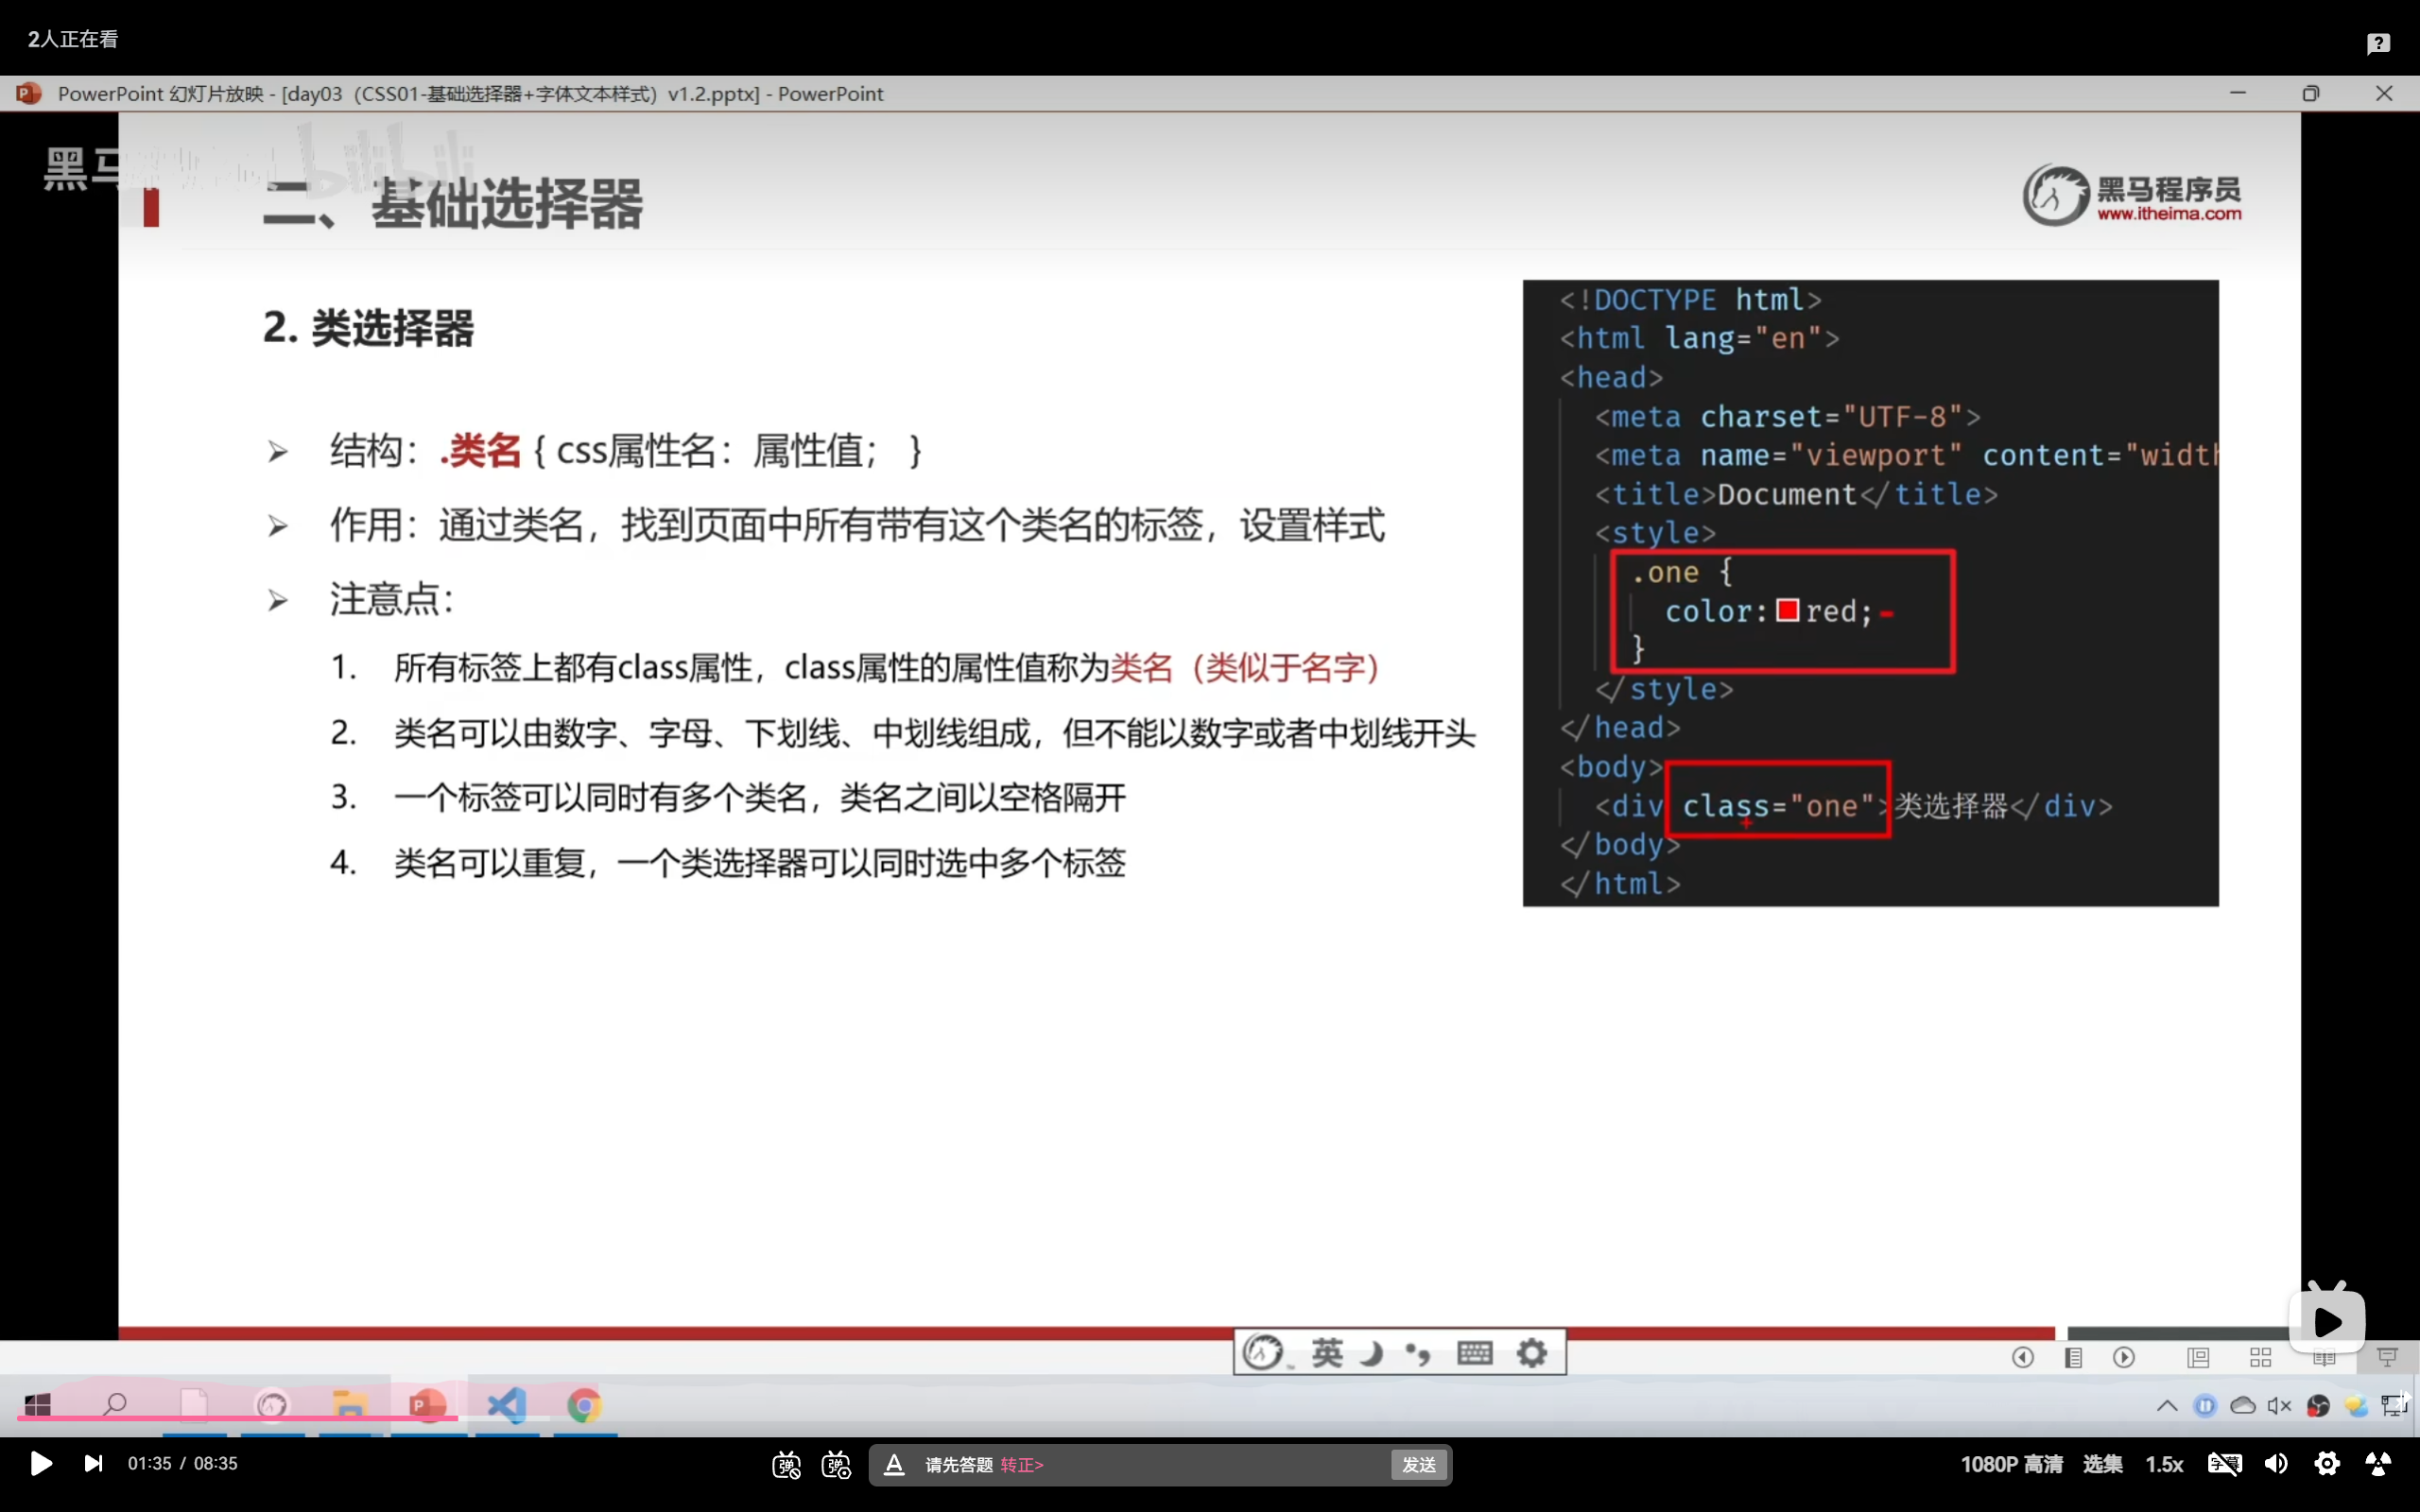 2人正在看
PowerPoint 幻灯片放映 - [day03（CSS01-基础选择器+字体文本样式）v1.2.pptx] - PowerPoint
黑马
bilibili
二、基础选择器
黑马程序员
www.itheima.com
2. 类选择器
结构：.类名 { css属性名：属性值； }
作用：通过类名，找到页面中所有带有这个类名的标签，设置样式
注意点：
1. 所有标签上都有class属性，class属性的属性值称为类名（类似于名字）
2. 类名可以由数字、字母、下划线、中划线组成，但不能以数字或者中划线开头
3. 一个标签可以同时有多个类名，类名之间以空格隔开
4. 类名可以重复，一个类选择器可以同时选中多个标签
<!DOCTYPE html>
<html lang="en">
<head>
<meta charset="UTF-8">
<meta name="viewport" content="width
<title>Document</title>
<style>
.one {
color: red;
}
</style>
</head>
<body>
<div class="one">类选择器</div>
</body>
</html>
英
01:35 / 08:35
弹
弹
请先答题 转正>
发送
1080P 高清
选集
1.5x
字幕